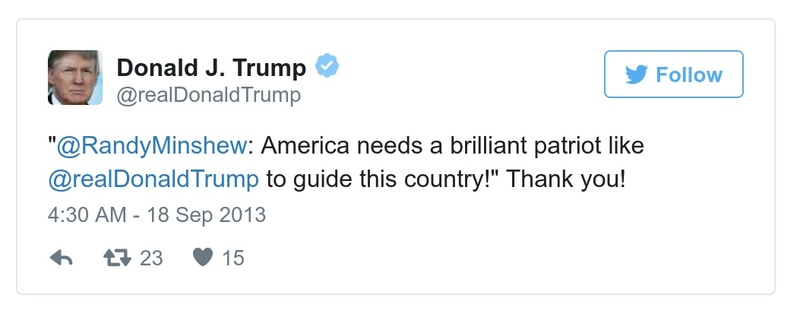 Donald J. Trump
@realDonaldTrump
Follow
"@RandyMinshew: America needs a brilliant patriot like
@realDonaldTrump to guide this country!" Thank you!
4:30 AM - 18 Sep 2013
23 15